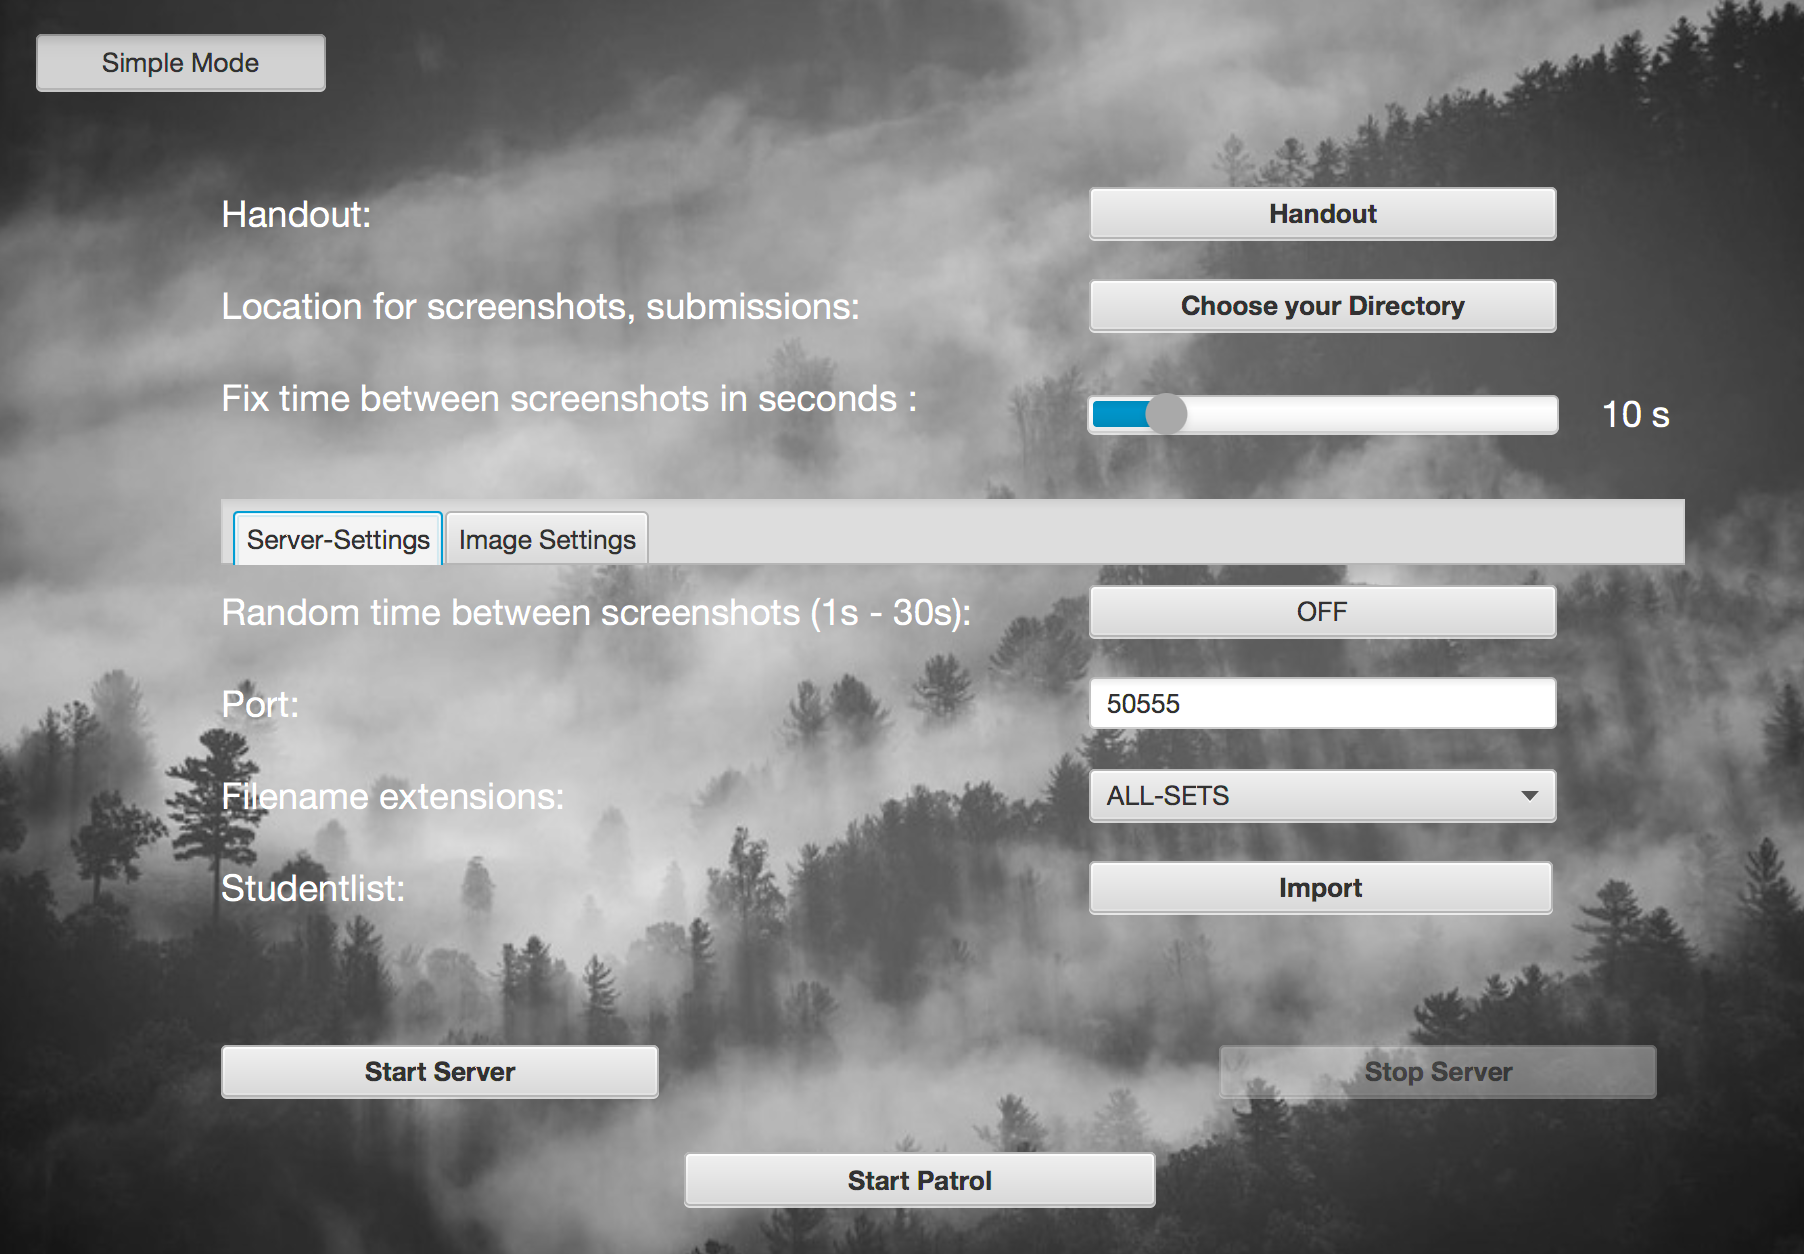 Simple Mode
Handout:
Handout
Location for screenshots, submissions:
Choose your Directory
Fix time between screenshots in seconds :
10 s
Server-Settings
Image Settings
Random time between screenshots (1s - 30s):
OFF
Port:
50555
Filename extensions:
ALL-SETS
Studentlist:
Import
Start Server
Stop Server
Start Patrol